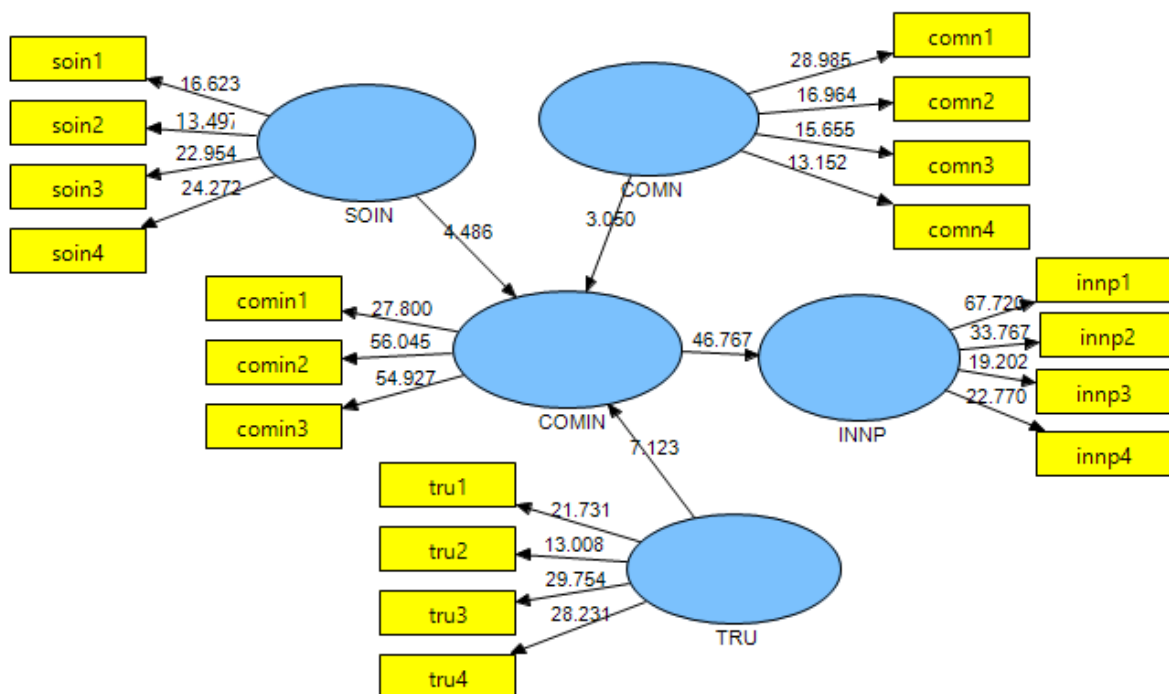 soin1
16.623
soin2
13.497
soin3
22.954
soin4
24.272
SOIN
4.486
comn1
28.985
comn2
16.964
comn3
15.655
comn4
13.152
COMN
3.050
comin1
27.800
comin2
56.045
comin3
54.927
COMIN
46.767
innp1
67.720
innp2
33.767
innp3
19.202
innp4
22.770
INNP
7.123
tru1
21.731
tru2
13.008
tru3
29.754
tru4
28.231
TRU